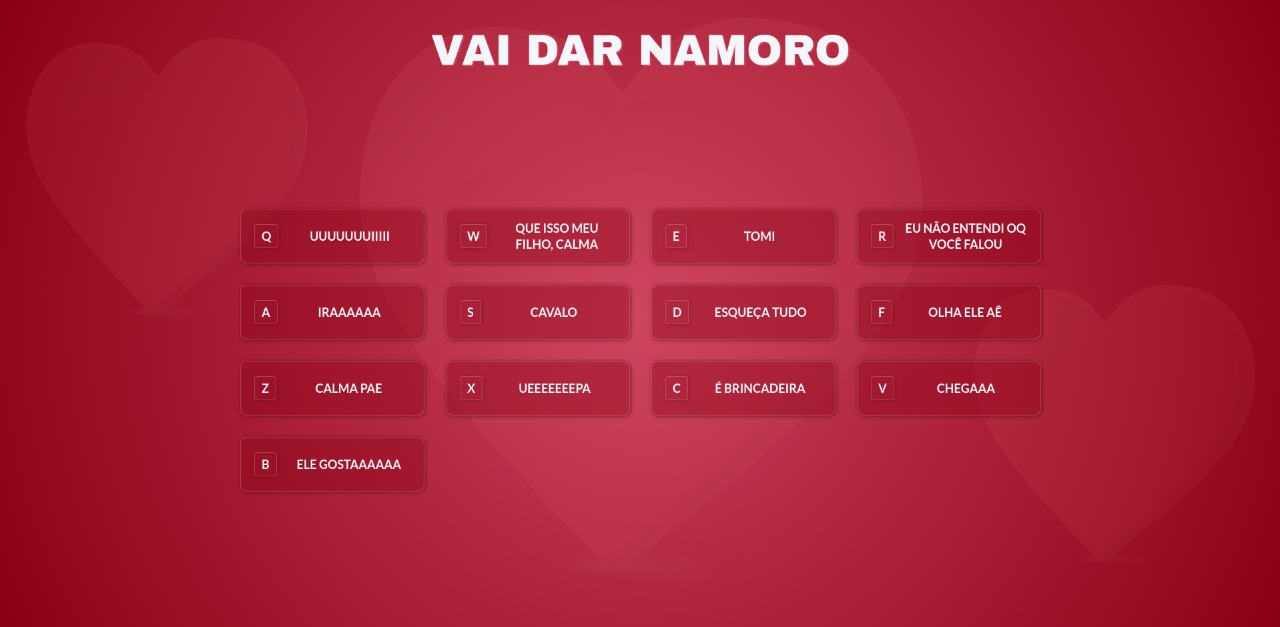 VAI DAR NAMORO
Q UUUUUUUIIIII
W QUE ISSO MEU
FILHO, CALMA
E TOMI
R EU NÃO ENTENDI OQ
VOCÊ FALOU
A IRAAAAAA
S CAVALO
D ESQUEÇA TUDO
F OLHA ELE AÊ
Z CALMA PAE
X UEEEEEEEPA
C É BRINCADEIRA
V CHEGAAA
B ELE GOSTAAAAAA